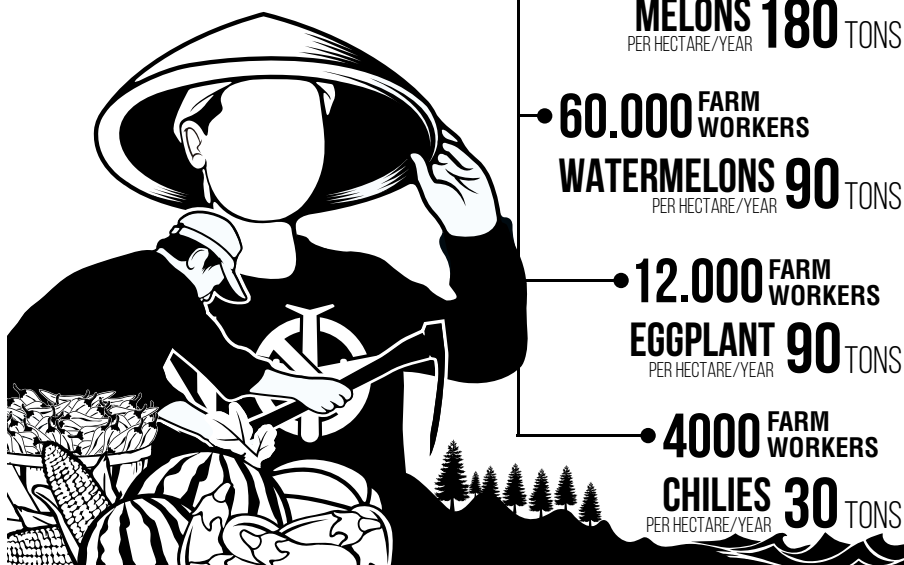 MELONS 180 TONS
PER HECTARE/YEAR
60.000 FARM
WORKERS
WATERMELONS 90 TONS
PER HECTARE/YEAR
12.000 FARM
WORKERS
EGGPLANT 90 TONS
PER HECTARE/YEAR
4000 FARM
WORKERS
CHILIES 30 TONS
PER HECTARE/YEAR